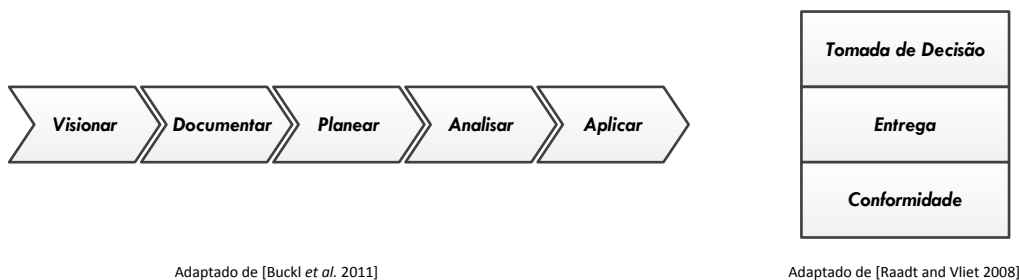 Visionar
Documentar
Planear
Analisar
Aplicar
Tomada de Decisão
Entrega
Conformidade
Adaptado de [Buckl et al. 2011]
Adaptado de [Raadt and Vliet 2008]